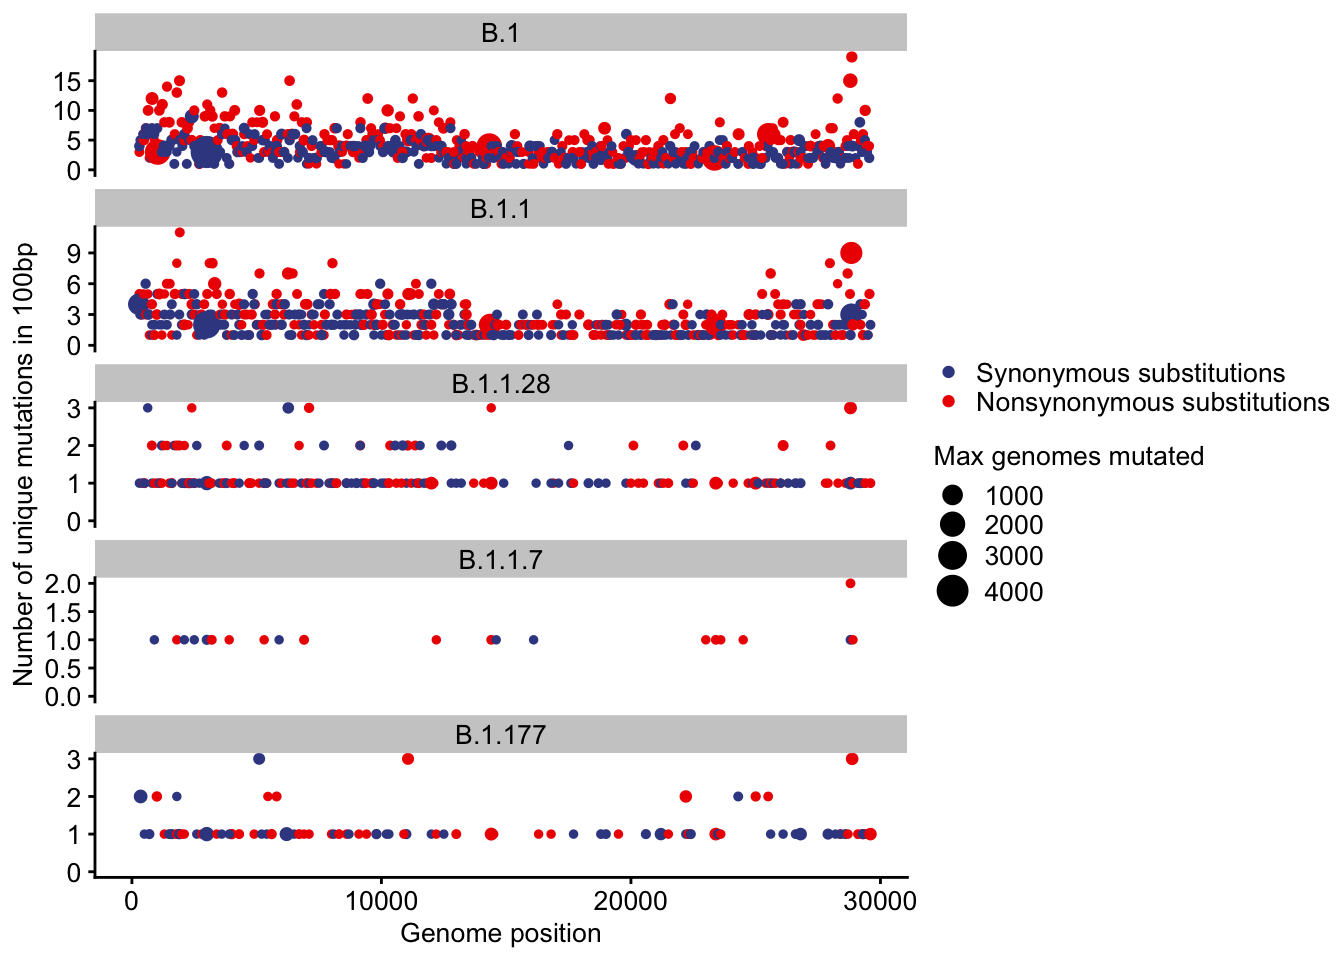 B.1
15
10
5
0
B.1.1
9
6
3
0
B.1.1.28
3
2
1
0
B.1.1.7
2.0
1.5
1.0
0.5
0.0
B.1.177
3
2
1
0
0 10000 20000 30000
Genome position
Number of unique mutations in 100bp
Synonymous substitutions
Nonsynonymous substitutions
Max genomes mutated
1000
2000
3000
4000